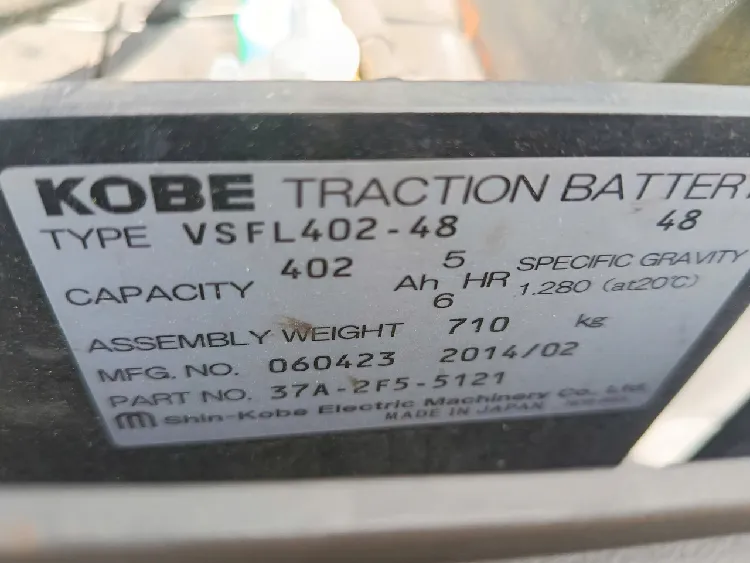 KOBE TRACTION BATTER
TYPE VSFL402-48 48
CAPACITY 402 Ah 5 HR SPECIFIC GRAVITY
6 1.280 (at20℃)
ASSEMBLY WEIGHT 710 kg
MFG. NO. 060423 2014/02
PART NO. 37A-2F5-5121
Shin-Kobe Electric Machinery Co., Ltd.
MADE IN JAPAN